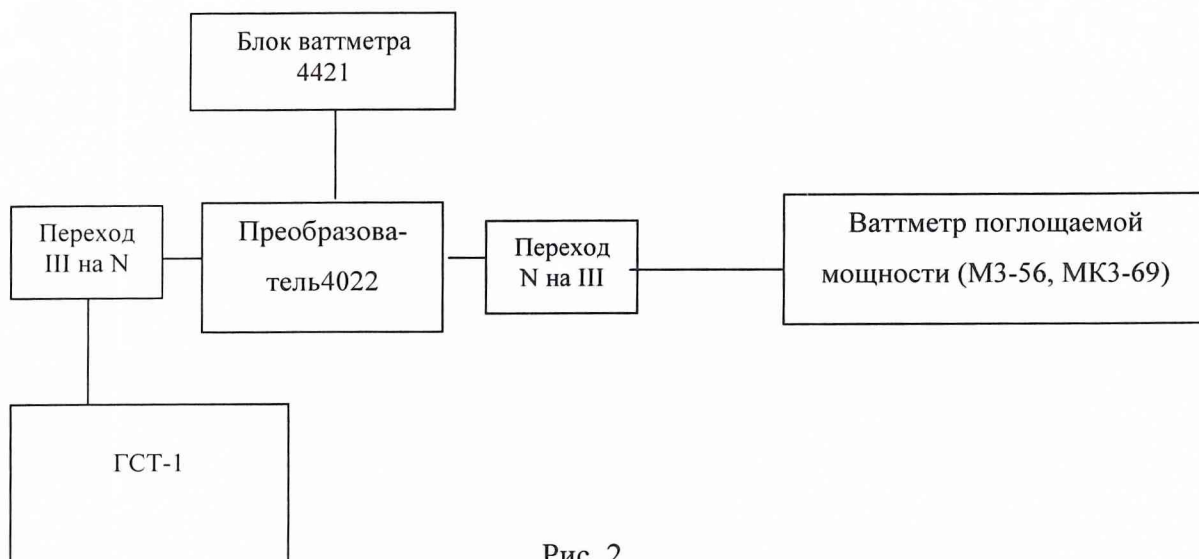 Блок ваттметра
4421
Переход
III на N
Преобразова-
тель4022
Переход
N на III
Ваттметр поглощаемой
мощности (М3-56, МК3-69)
ГСТ-1
Рис. 2